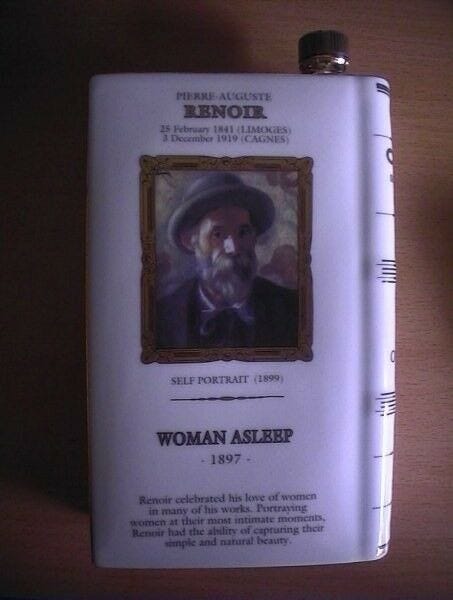 PIERRE-AUGUSTE
RENOIR
25 February 1841 (LIMOGES)
3 December 1919 (CAGNES)
SELF PORTRAIT (1899)
WOMAN ASLEEP
- 1897 -
Renoir celebrated his love of women
in many of his works. Portraying
women at their most intimate moments,
Renoir had the ability of capturing their
simple and natural beauty.